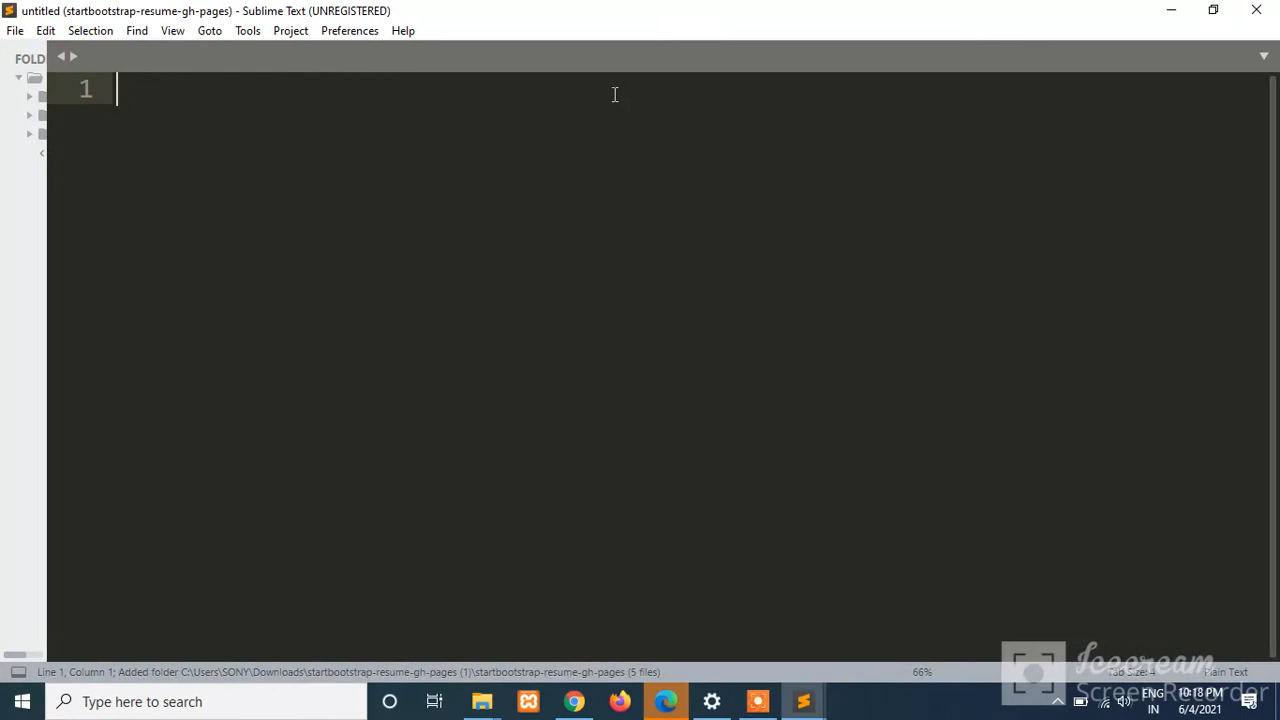 untitled (startbootstrap-resume-gh-pages) - Sublime Text (UNREGISTERED)
File Edit Selection Find View Goto Tools Project Preferences Help
FOLD
1
Line 1, Column 1; Added folder C:\Users\SONY\Downloads\startbootstrap-resume-gh-pages (1)\startbootstrap-resume-gh-pages (5 files)
66%
Tab Size: 4
Plain Text
Icecream
Screen Recorder
Type here to search
ENG
IN
10:18 PM
6/4/2021